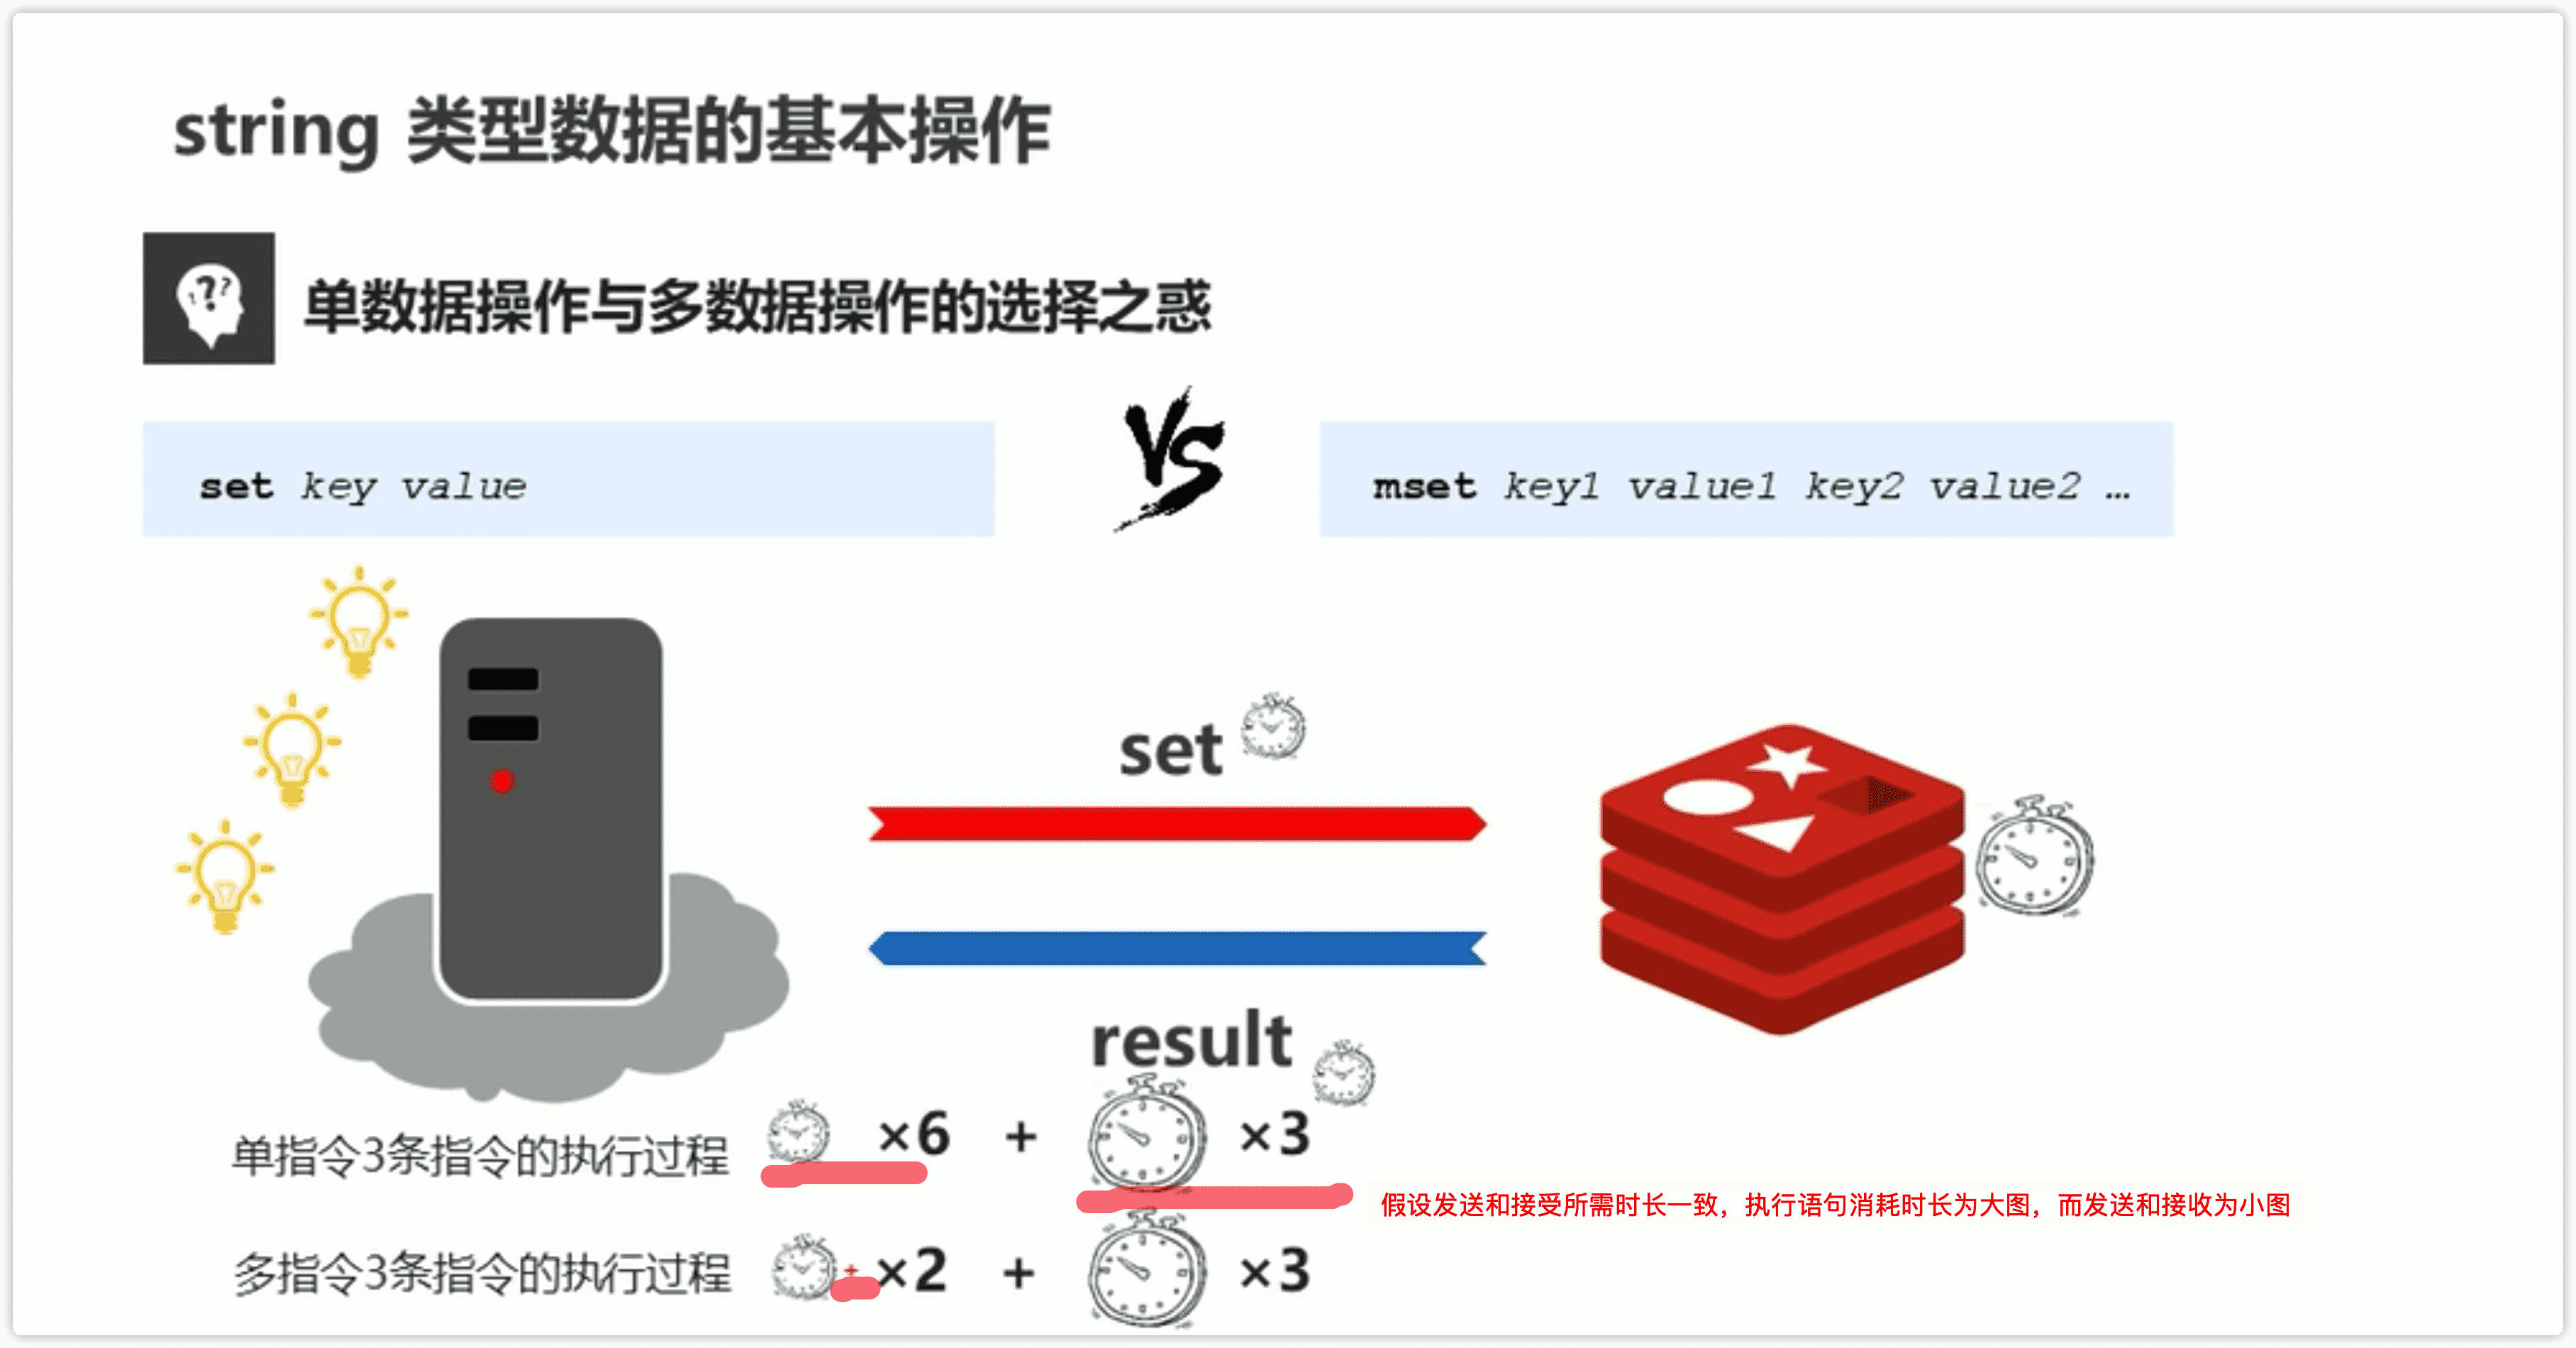 string 类型数据的基本操作
???
单数据操作与多数据操作的选择之惑
set key value
VS
mset key1 value1 key2 value2 …
set
result
单指令3条指令的执行过程 ×6 + ×3
假设发送和接受所需时长一致，执行语句消耗时长为大图，而发送和接收为小图
多指令3条指令的执行过程 + ×2 + ×3